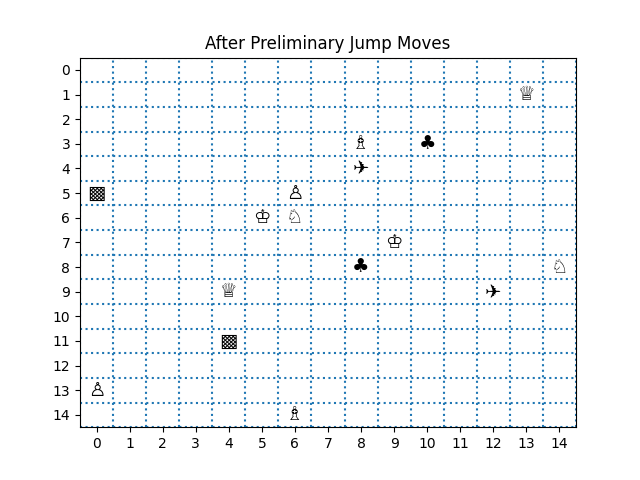 After Preliminary Jump Moves
0
1 ♕
2
3 ♗ ♣
4 ✈
5 ▩ ♙
6 ♔ ♘
7 ♔
8 ♣ ♘
9 ♕ ✈
10
11 ▩
12
13 ♙
14 ♗
0 1 2 3 4 5 6 7 8 9 10 11 12 13 14